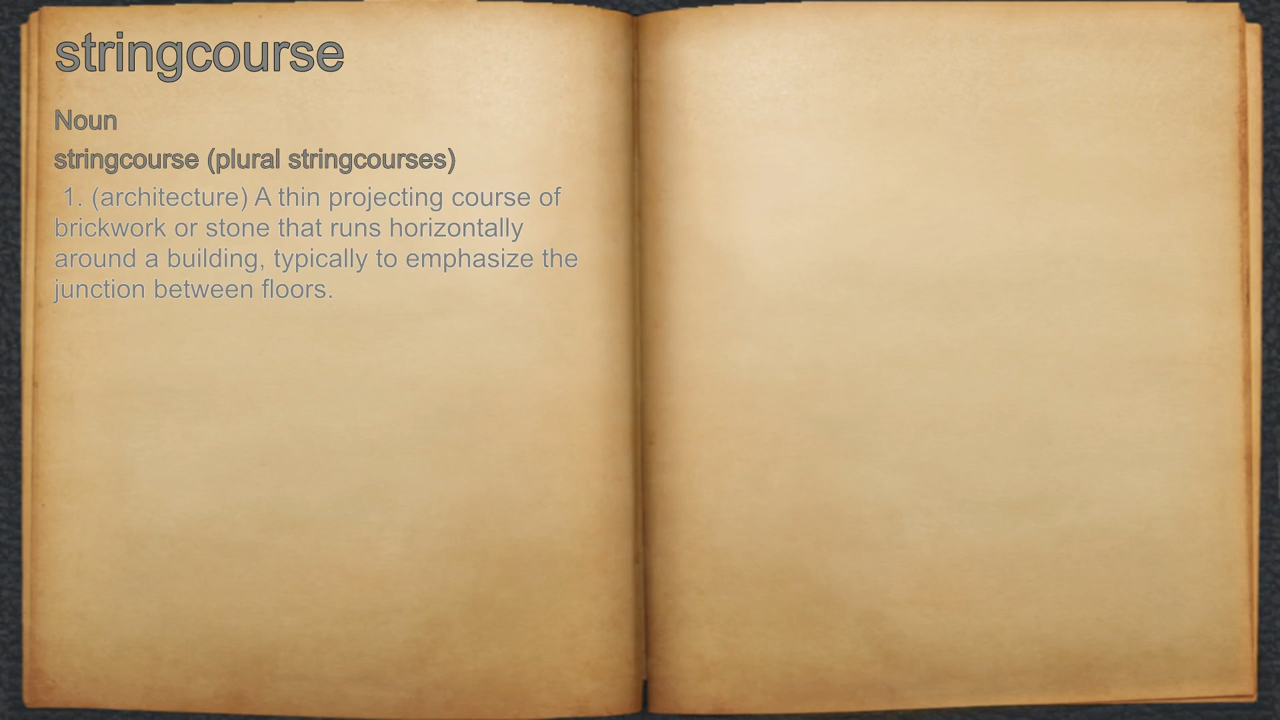 stringcourse
Noun
stringcourse (plural stringcourses)
1. (architecture) A thin projecting course of
brickwork or stone that runs horizontally
around a building, typically to emphasize the
junction between floors.